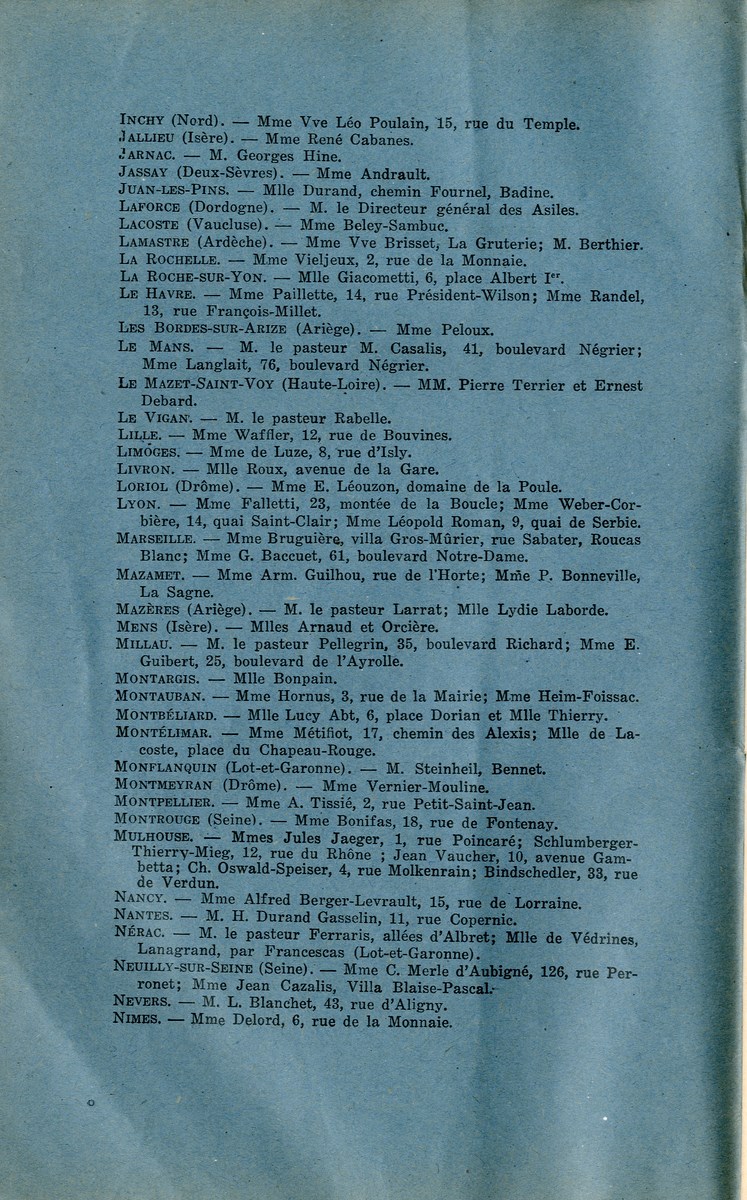 INCHY (Nord). — Mme Vve Léo Poulain, 15, rue du Temple.
JALLIEU (Isère). — Mme René Cabanes.
JARNAC. — M. Georges Hine.
JASSAY (Deux-Sèvres). — Mme Andrault.
JUAN-LES-PINS. — Mlle Durand, chemin Fournel, Badine.
LAFORCE (Dordogne). — M. le Directeur général des Asiles.
LACOSTE (Vaucluse). — Mme Beley-Sambuc.
LAMASTRE (Ardèche). — Mme Vve Brisset, La Gruterie; M. Berthier.
LA ROCHELLE. — Mme Vieljeux, 2, rue de la Monnaie.
LA ROCHE-SUR-YON. — Mlle Giacometti, 6, place Albert Ier.
LE HAVRE. — Mme Paillette, 14, rue Président-Wilson; Mme Randel,
13, rue François-Millet.
LES BORDES-SUR-ARIZE (Ariège). — Mme Peloux.
LE MANS. — M. le pasteur M. Casalis, 41, boulevard Négrier;
Mme Langlait, 76, boulevard Négrier.
LE MAZET-SAINT-VOY (Haute-Loire). — MM. Pierre Terrier et Ernest
Debard.
LE VIGAN. — M. le pasteur Rabelle.
LILLE. — Mme Waffler, 12, rue de Bouvines.
LIMOGES. — Mme de Luze, 8, rue d'Isly.
LIVRON. — Mlle Roux, avenue de la Gare.
LORIOL (Drôme). — Mme E. Léouzon, domaine de la Poule.
LYON. — Mme Falletti, 23, montée de la Boucle; Mme Weber-Cor-
bière, 14, quai Saint-Clair; Mme Léopold Roman, 9, quai de Serbie.
MARSEILLE. — Mme Bruguière, villa Gros-Mûrier, rue Sabater, Roucas
Blanc; Mme G. Baccuet, 61, boulevard Notre-Dame.
MAZAMET. — Mme Arm. Guilhou, rue de l'Horte; Mme P. Bonneville,
La Sagne.
MAZÈRES (Ariège). — M. le pasteur Larrat; Mlle Lydie Laborde.
MENS (Isère). — Mlles Arnaud et Orcière.
MILLAU. — M. le pasteur Pellegrin, 35, boulevard Richard; Mme E.
Guibert, 25, boulevard de l'Ayrolle.
MONTARGIS. — Mlle Bonpain.
MONTAUBAN. — Mme Hornus, 3, rue de la Mairie; Mme Heim-Foissac.
MONTBÉLIARD. — Mlle Lucy Abt, 6, place Dorian et Mlle Thierry.
MONTÉLIMAR. — Mme Métifiot, 17, chemin des Alexis; Mlle de La-
coste, place du Chapeau-Rouge.
MONFLANQUIN (Lot-et-Garonne). — M. Steinheil, Bennet.
MONTMEYRAN (Drôme). — Mme Vernier-Mouline.
MONTPELLIER. — Mme A. Tissié, 2, rue Petit-Saint-Jean.
MONTROUGE (Seine). — Mme Bonifas, 18, rue de Fontenay.
MULHOUSE. — Mmes Jules Jaeger, 1, rue Poincaré; Schlumberger-
Thierry-Mieg, 12, rue du Rhône ; Jean Vaucher, 10, avenue Gam-
betta; Ch. Oswald-Speiser, 4, rue Molkenrain; Bindschedler, 33, rue
de Verdun.
NANCY. — Mme Alfred Berger-Levrault, 15, rue de Lorraine.
NANTES. — M. H. Durand Gasselin, 11, rue Copernic.
NÉRAC. — M. le pasteur Ferraris, allées d'Albret; Mlle de Védrines,
Lanagrand, par Francescas (Lot-et-Garonne).
NEUILLY-SUR-SEINE (Seine). — Mme C. Merle d'Aubigné, 126, rue Per-
ronet; Mme Jean Cazalis, Villa Blaise-Pascal.
NEVERS. — M. L. Blanchet, 43, rue d'Aligny.
NIMES. — Mme Delord, 6, rue de la Monnaie.